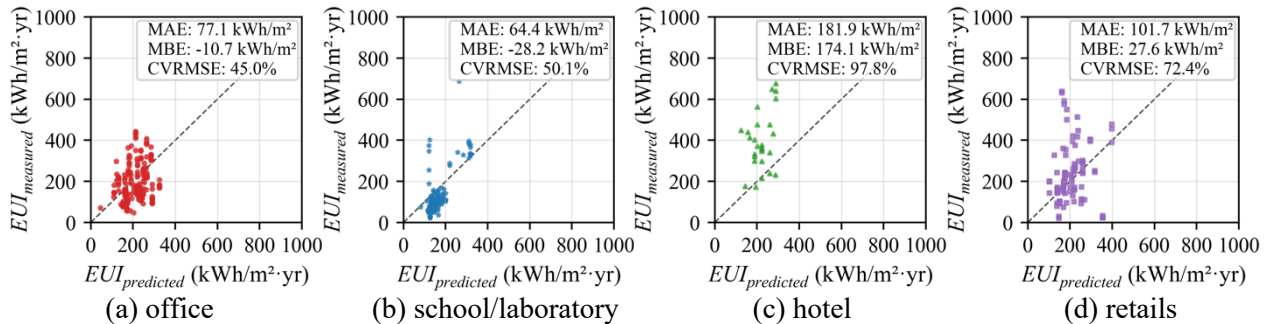 MAE: 77.1 kWh/m²
MBE: -10.7 kWh/m²
CVRMSE: 45.0%
1000
800
600
400
200
0
0 200 400 600 800 1000
EUI_measured (kWh/m²·yr)
EUI_predicted (kWh/m²·yr)
(a) office
MAE: 64.4 kWh/m²
MBE: -28.2 kWh/m²
CVRMSE: 50.1%
1000
800
600
400
200
0
0 200 400 600 800 1000
EUI_measured (kWh/m²·yr)
EUI_predicted (kWh/m²·yr)
(b) school/laboratory
MAE: 181.9 kWh/m²
MBE: 174.1 kWh/m²
CVRMSE: 97.8%
1000
800
600
400
200
0
0 200 400 600 800 1000
EUI_measured (kWh/m²·yr)
EUI_predicted (kWh/m²·yr)
(c) hotel
MAE: 101.7 kWh/m²
MBE: 27.6 kWh/m²
CVRMSE: 72.4%
1000
800
600
400
200
0
0 200 400 600 800 1000
EUI_measured (kWh/m²·yr)
EUI_predicted (kWh/m²·yr)
(d) retails